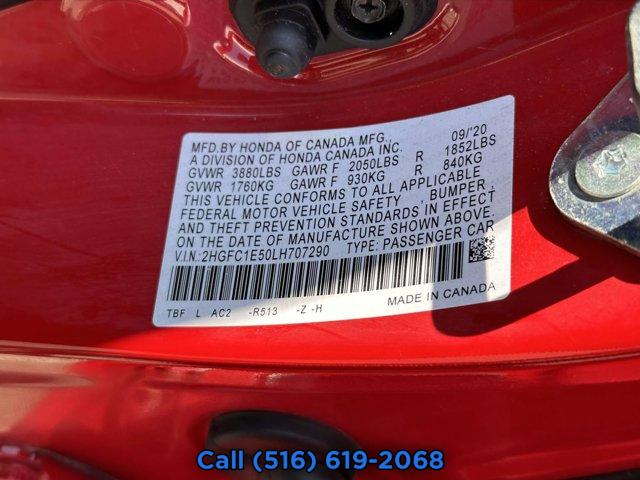 MFD.BY HONDA OF CANADA MFG., 09/'20
A DIVISION OF HONDA CANADA INC.
GVWR 3880LBS GAWR F 2050LBS R 1852LBS
GVWR 1760KG GAWR F 930KG R 840KG
THIS VEHICLE CONFORMS TO ALL APPLICABLE
FEDERAL MOTOR VEHICLE SAFETY , BUMPER ,
AND THEFT PREVENTION STANDARDS IN EFFECT
ON THE DATE OF MANUFACTURE SHOWN ABOVE.
V.I.N.:2HGFC1E50LH707290 TYPE: PASSENGER CAR
TBF L AC2 -R513 -Z -H MADE IN CANADA
Call (516) 619-2068